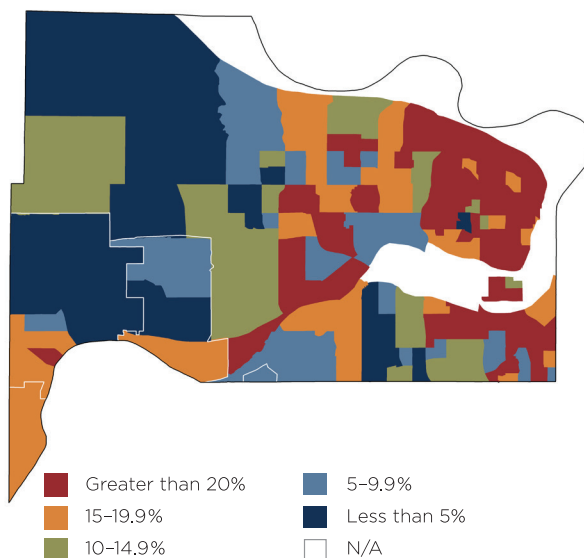 Greater than 20%
15–19.9%
10–14.9%
5–9.9%
Less than 5%
N/A